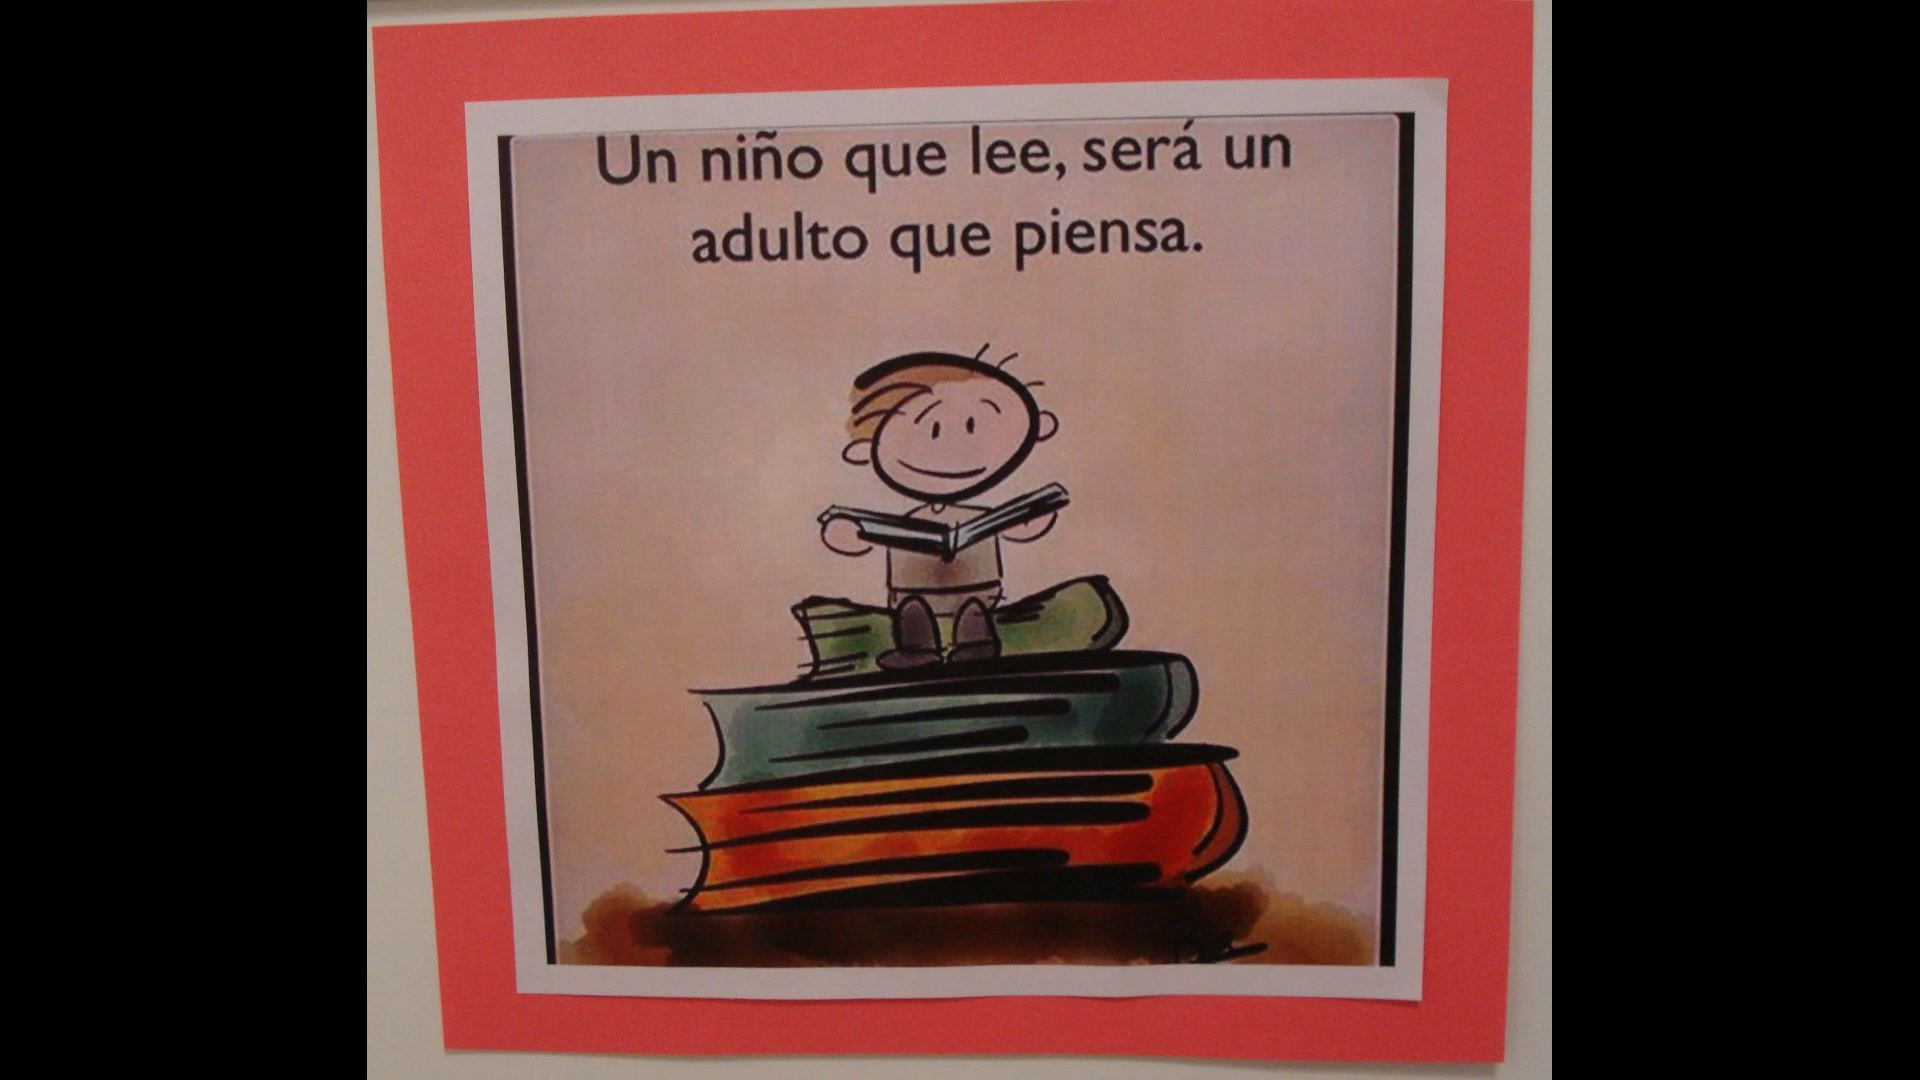 Un niño que lee, será un
adulto que piensa.